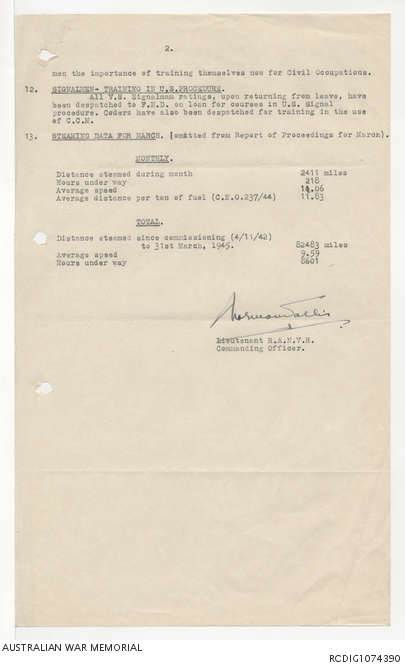 2.
men the importance of training themselves now for Civil Occupations.
12. SIGNALMEN- TRAINING IN U.S.PROCEDURE.
All V.S. Signalmen ratings, upon returning from leave, have
been despatched to F.N.D. on loan for courses in U.S. Signal
procedure. Coders have also been despatched for training in the use
of C.C.M.
13. STEAMING DATA FOR MARCH. (omitted from Report of Proceedings for March).
MONTHLY.
Distance steamed during month 2411 miles
Hours under way 218
Average speed 11.06
Average distance per ton of fuel (C.N.O.237/44) 11.83
TOTAL.
Distance steamed since commissioning (4/11/42)
to 31st March, 1945. 82483 miles
Average speed 9.59
Hours under way 8601
Lieutenant R.A.N.V.R.
Commanding Officer.
AUSTRALIAN WAR MEMORIAL
RCDIG1074390